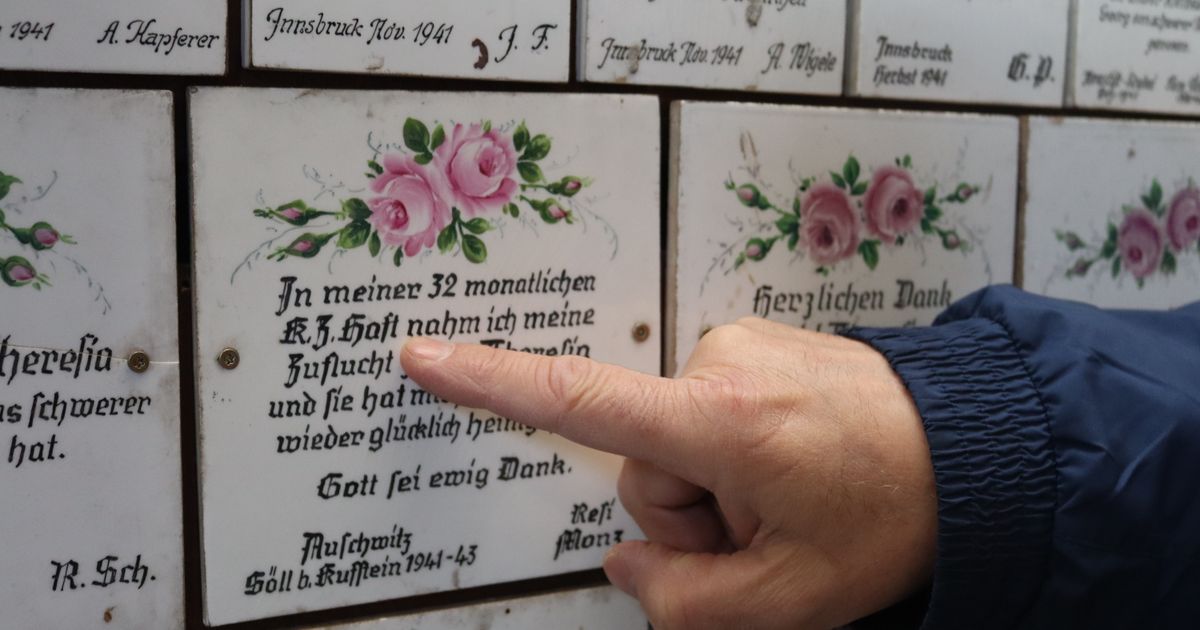 1941 A. Hapferer
Innsbruck Nov. 1941 J. F.
Innsbruck Nov. 1941 A. Migele
Innsbruck
Herbst 1941 G. P.
Theresia
schwerer
hat.
R. Sch.
In meiner 32 monatlichen
K.Z. Haft nahm ich meine
Zuflucht Theresia
und sie hat
wieder glücklich
Gott sei ewig Dank.
Resi
Monz
Auschwitz
Söll b. Kufstein 1941-43
Herzlichen Dank